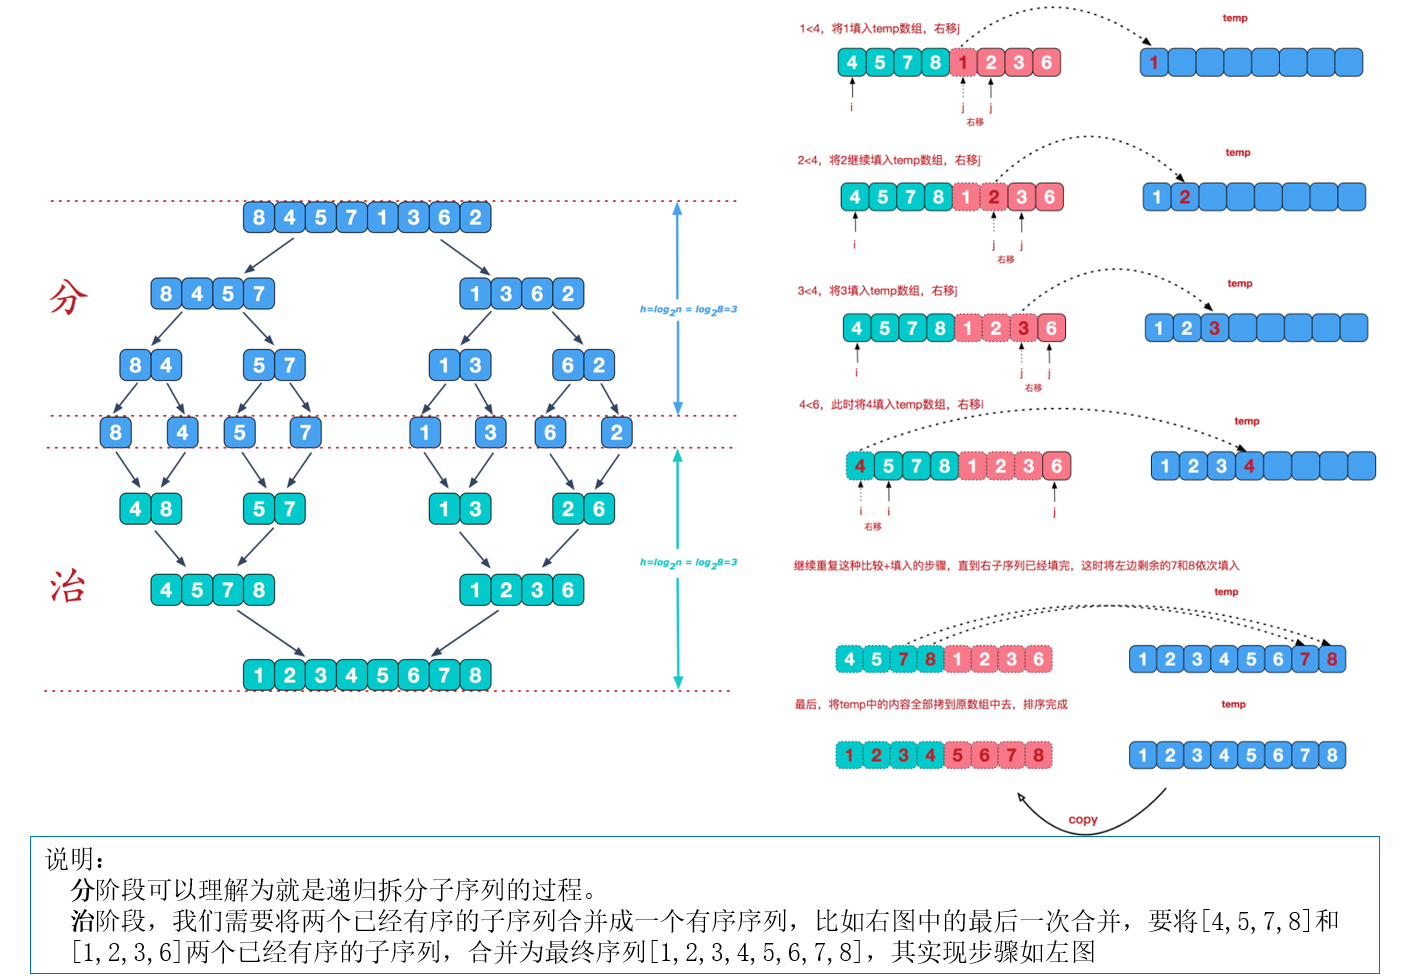 8 4 5 7 1 3 6 2
分
8 4 5 7
1 3 6 2
h=log2n = log28=3
8 4
5 7
1 3
6 2
8
4
5
7
1
3
6
2
4 8
5 7
1 3
2 6
h=log2n = log28=3
治
4 5 7 8
1 2 3 6
1 2 3 4 5 6 7 8
1<4，将1填入temp数组，右移j
temp
4 5 7 8 1 2 3 6
1
i
j
j
右移
2<4，将2继续填入temp数组，右移j
temp
4 5 7 8 1 2 3 6
1 2
i
j
j
右移
3<4，将3填入temp数组，右移j
temp
4 5 7 8 1 2 3 6
1 2 3
i
j
j
右移
4<6，此时将4填入temp数组，右移i
temp
4 5 7 8 1 2 3 6
1 2 3 4
i
i
j
右移
继续重复这种比较+填入的步骤，直到右子序列已经填完，这时将左边剩余的7和8依次填入
temp
4 5 7 8 1 2 3 6
1 2 3 4 5 6 7 8
最后，将temp中的内容全部拷到原数组中去，排序完成
temp
1 2 3 4 5 6 7 8
1 2 3 4 5 6 7 8
copy
说明：
分阶段可以理解为就是递归拆分子序列的过程。
治阶段，我们需要将两个已经有序的子序列合并成一个有序序列，比如右图中的最后一次合并，要将[4,5,7,8]和
[1,2,3,6]两个已经有序的子序列，合并为最终序列[1,2,3,4,5,6,7,8]，其实现步骤如左图